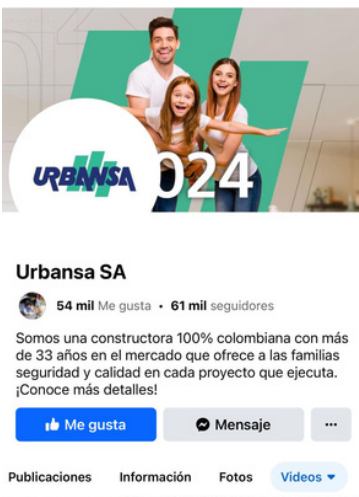 URBANSA
024
Urbansa SA
54 mil Me gusta • 61 mil seguidores
Somos una constructora 100% colombiana con más
de 33 años en el mercado que ofrece a las familias
seguridad y calidad en cada proyecto que ejecuta.
¡Conoce más detalles!
Me gusta
Mensaje
...
Publicaciones Información Fotos Videos